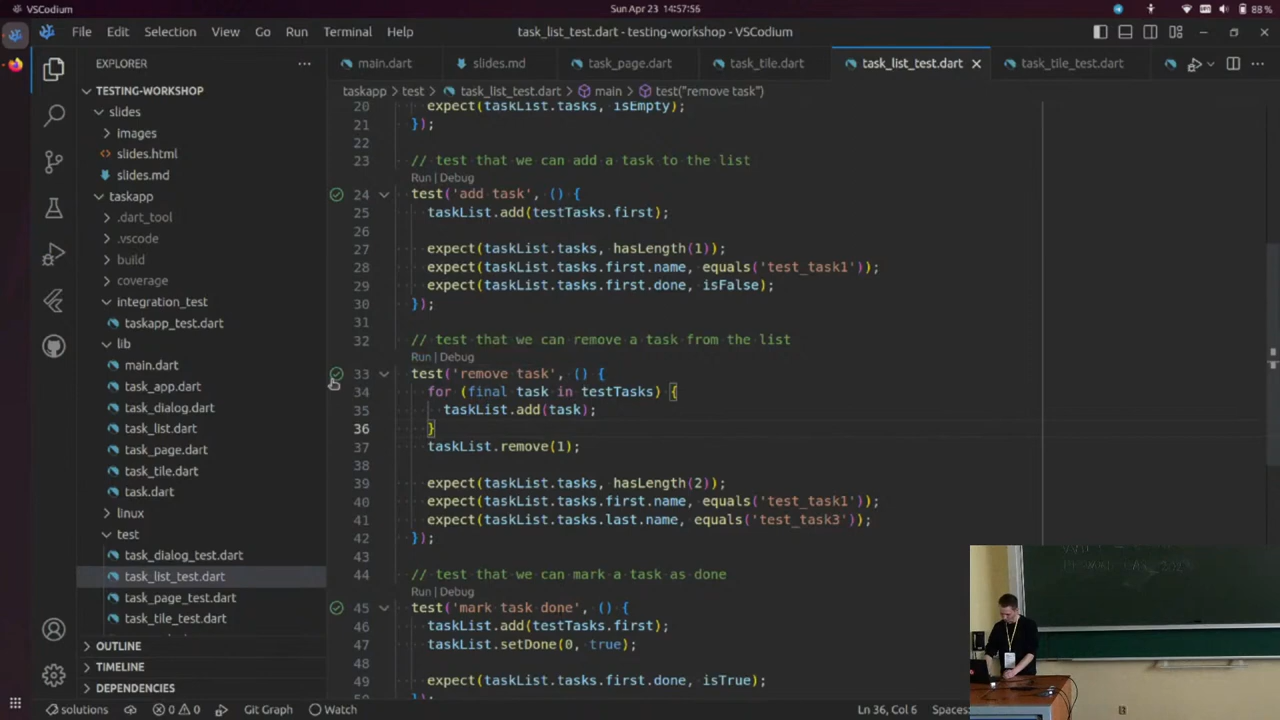 VSCodium
Sun Apr 23 14:57:56
88 %
File Edit Selection View Go Run Terminal Help
task_list_test.dart - testing-workshop - VSCodium
EXPLORER
main.dart
slides.md
task_page.dart
task_tile.dart
task_list_test.dart
task_tile_test.dart
taskapp > test > task_list_test.dart > main > test("remove task")
TESTING-WORKSHOP
slides
images
slides.html
slides.md
taskapp
.dart_tool
.vscode
build
coverage
integration_test
taskapp_test.dart
lib
main.dart
task_app.dart
task_dialog.dart
task_list.dart
task_page.dart
task_tile.dart
task.dart
linux
test
task_dialog_test.dart
task_list_test.dart
task_page_test.dart
task_tile_test.dart
OUTLINE
TIMELINE
DEPENDENCIES
20 expect(taskList.tasks, isEmpty);
21 });
22
23 // test that we can add a task to the list
Run | Debug
24 test('add task', () {
25 taskList.add(testTasks.first);
26
27 expect(taskList.tasks, hasLength(1));
28 expect(taskList.tasks.first.name, equals('test_task1'));
29 expect(taskList.tasks.first.done, isFalse);
30 });
31
32 // test that we can remove a task from the list
Run | Debug
33 test('remove task', () {
34 for (final task in testTasks) {
35 taskList.add(task);
36 }
37 taskList.remove(1);
38
39 expect(taskList.tasks, hasLength(2));
40 expect(taskList.tasks.first.name, equals('test_task1'));
41 expect(taskList.tasks.last.name, equals('test_task3'));
42 });
43
44 // test that we can mark a task as done
Run | Debug
45 test('mark task done', () {
46 taskList.add(testTasks.first);
47 taskList.setDone(0, true);
48
49 expect(taskList.tasks.first.done, isTrue);
});
solutions
0 0
Git Graph
Watch
Ln 36, Col 6
Spaces: